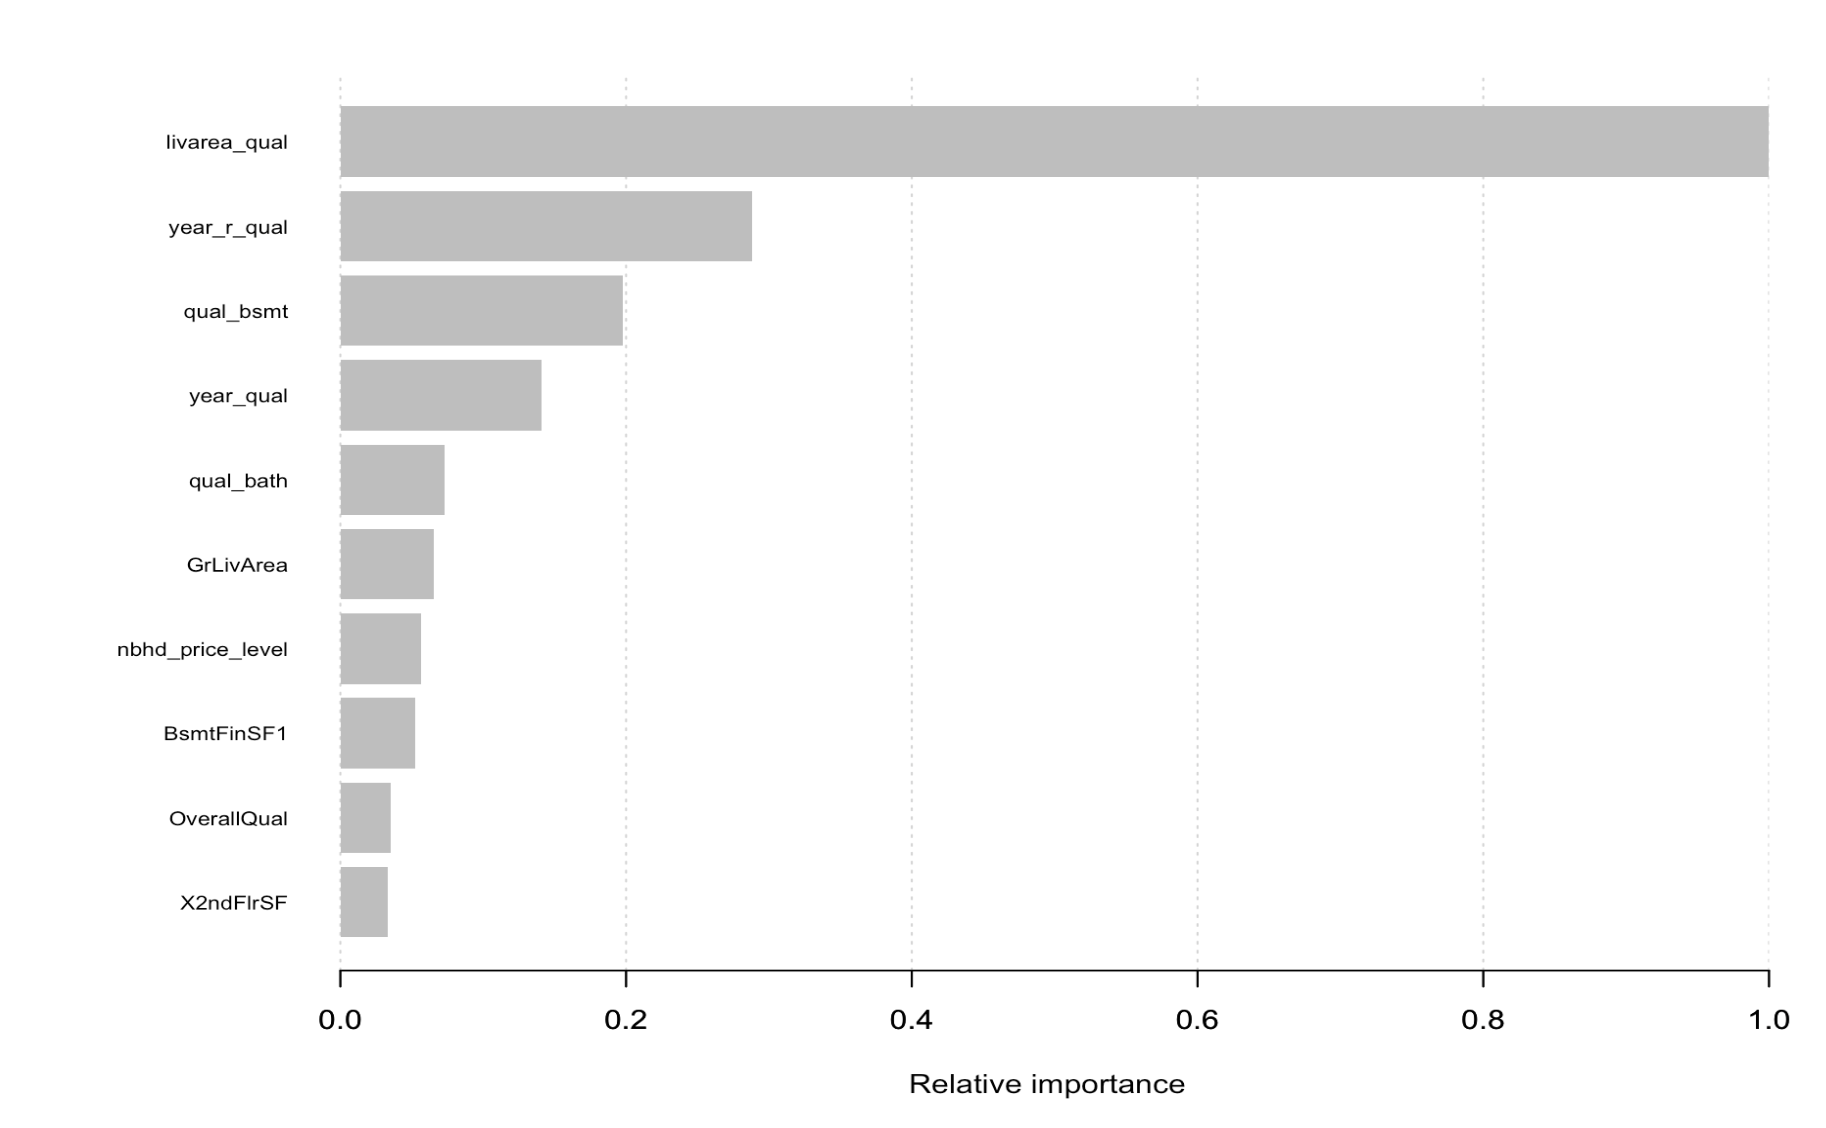 livarea_qual
year_r_qual
qual_bsmt
year_qual
qual_bath
GrLivArea
nbhd_price_level
BsmtFinSF1
OverallQual
X2ndFlrSF
0.0 0.2 0.4 0.6 0.8 1.0
Relative importance